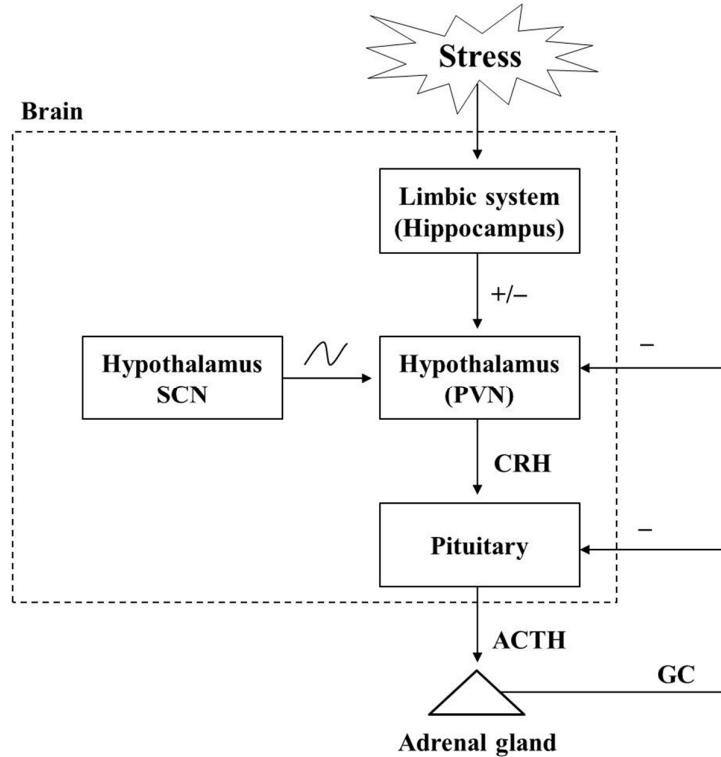 Stress
Brain
Limbic system
(Hippocampus)
+/–
Hypothalamus
SCN
Hypothalamus
(PVN)
–
CRH
Pituitary
–
ACTH
GC
Adrenal gland